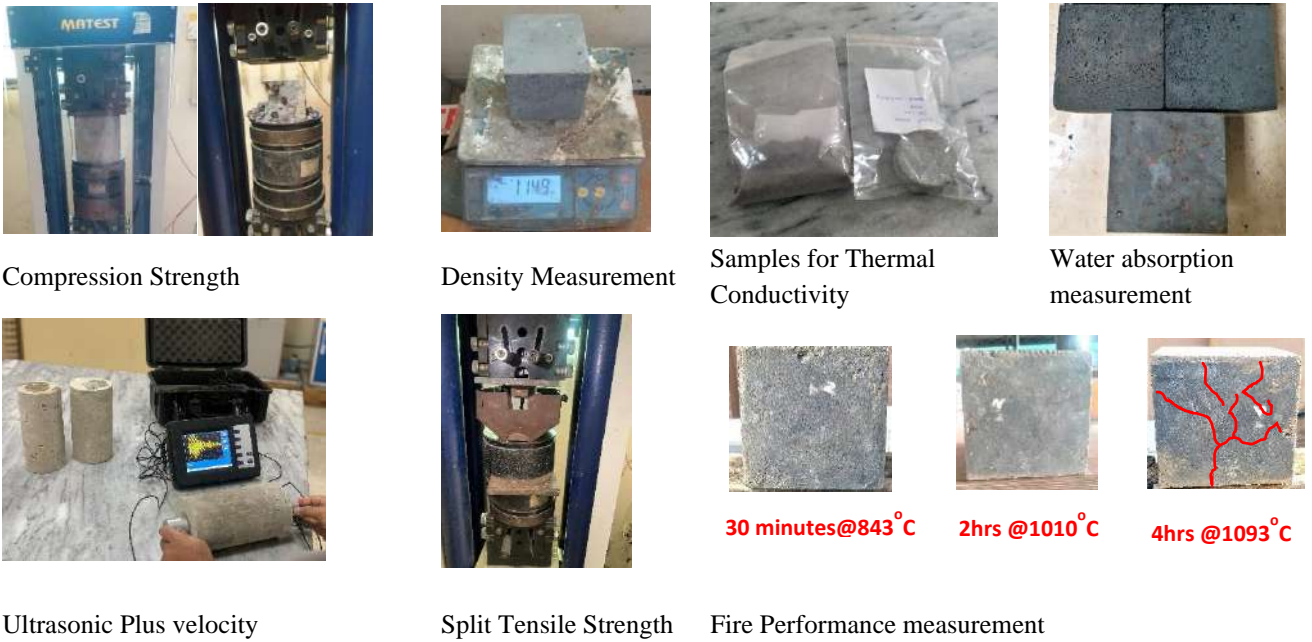 MATEST
Compression Strength
Density Measurement
Samples for Thermal
Conductivity
Water absorption
measurement
30 minutes@843°C
2hrs @1010°C
4hrs @1093°C
Ultrasonic Plus velocity
Split Tensile Strength
Fire Performance measurement